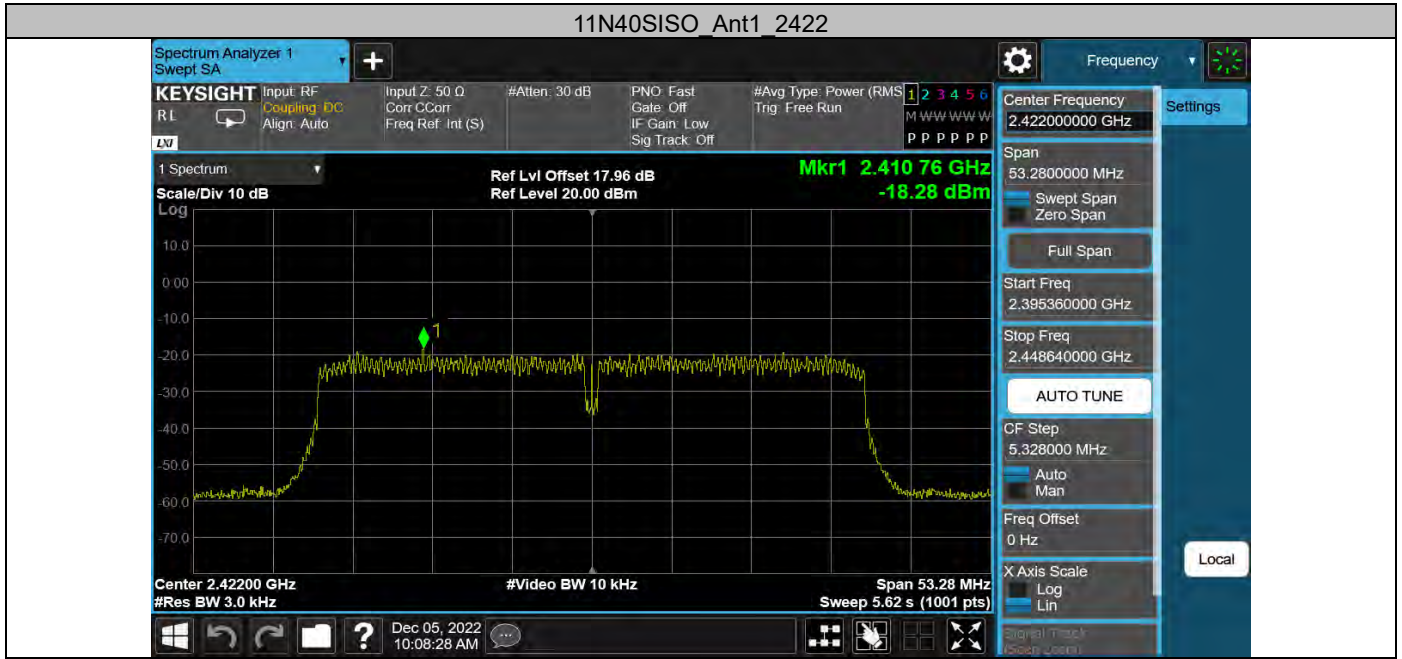 11N40SISO_Ant1_2422
Spectrum Analyzer 1
Swept SA
Frequency
KEYSIGHT
RL
LXI
Input: RF
Coupling: DC
Align: Auto
Input Z: 50 Ω
Corr CCorr
Freq Ref: Int (S)
#Atten: 30 dB
PNO: Fast
Gate: Off
IF Gain: Low
Sig Track: Off
#Avg Type: Power (RMS
Trig: Free Run
1 2 3 4 5 6
M W W W W W
P P P P P P
1 Spectrum
Scale/Div 10 dB
Log
Ref Lvl Offset 17.96 dB
Ref Level 20.00 dBm
Mkr1 2.410 76 GHz
-18.28 dBm
10.0
0.00
-10.0
-20.0
-30.0
-40.0
-50.0
-60.0
-70.0
1
Center 2.42200 GHz
#Res BW 3.0 kHz
#Video BW 10 kHz
Span 53.28 MHz
Sweep 5.62 s (1001 pts)
Center Frequency
2.422000000 GHz
Span
53.2800000 MHz
Swept Span
Zero Span
Full Span
Start Freq
2.395360000 GHz
Stop Freq
2.448640000 GHz
AUTO TUNE
CF Step
5.328000 MHz
Auto
Man
Freq Offset
0 Hz
X Axis Scale
Log
Lin
Signal Track
(Span Zoom)
Settings
Local
Dec 05, 2022
10:08:28 AM